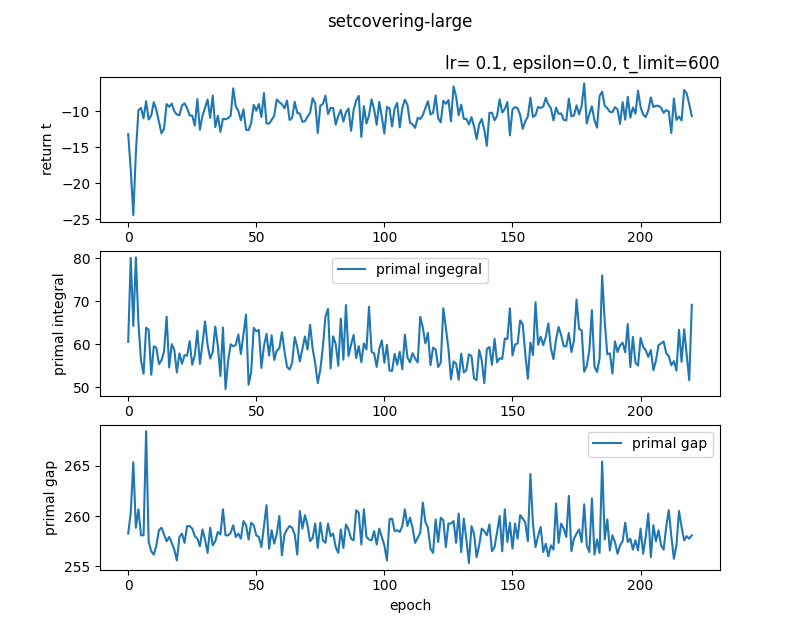 setcovering-large
lr= 0.1, epsilon=0.0, t_limit=600
return t
−10
−15
−20
−25
0 50 100 150 200
primal integral
80
70
60
50
primal ingegral
0 50 100 150 200
primal gap
265
260
255
primal gap
0 50 100 150 200
epoch